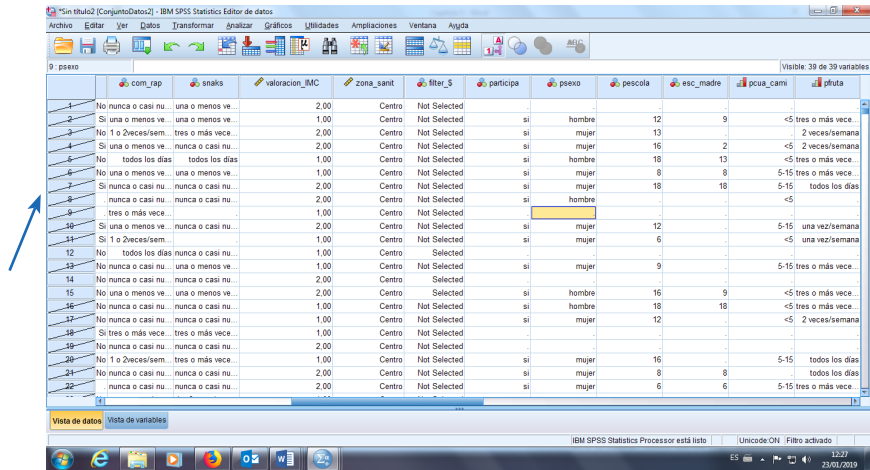 *Sin título2 [ConjuntoDatos2] - IBM SPSS Statistics Editor de datos
Archivo Editar Ver Datos Transformar Analizar Gráficos Utilidades Ampliaciones Ventana Ayuda
9 : psexo Visible: 39 de 39 variables
com_rap snaks valoracion_IMC zona_sanit filter_$ participa psexo pescola esc_madre pcua_cami pfruta
1 No nunca o casi nu... una o menos ve... 2,00 Centro Not Selected . . . . . .
2 Si una o menos ve... una o menos ve... 1,00 Centro Not Selected si hombre 12 9 <5 tres o más vece...
3 No 1 o 2veces/sem... tres o más vece... 2,00 Centro Not Selected si mujer 13 . . 2 veces/semana
4 Si una o menos ve... nunca o casi nu... 2,00 Centro Not Selected si mujer 16 2 <5 2 veces/semana
5 No todos los días todos los días 1,00 Centro Not Selected si hombre 18 13 <5 tres o más vece...
6 No una o menos ve... una o menos ve... 1,00 Centro Not Selected si mujer 8 8 5-15 tres o más vece...
7 Si nunca o casi nu... nunca o casi nu... 2,00 Centro Not Selected si mujer 18 18 5-15 todos los días
8 . nunca o casi nu... nunca o casi nu... 2,00 Centro Not Selected si hombre . . <5 .
9 . tres o más vece... . 1,00 Centro Not Selected . . . . . .
10 Si una o menos ve... nunca o casi nu... 2,00 Centro Not Selected si mujer 12 . <5 una vez/semana
11 Si 1 o 2veces/sem... . 1,00 Centro Not Selected si mujer 6 . <5 una vez/semana
12 No todos los días nunca o casi nu... 1,00 Centro Selected . . . . . .
13 No nunca o casi nu... una o menos ve... 1,00 Centro Not Selected si mujer 9 . 5-15 tres o más vece...
14 No nunca o casi nu... nunca o casi nu... 2,00 Centro Selected . . . . . .
15 No una o menos ve... una o menos ve... 2,00 Centro Selected si hombre 16 9 <5 tres o más vece...
16 No nunca o casi nu... nunca o casi nu... 1,00 Centro Not Selected si hombre 18 18 <5 tres o más vece...
17 No nunca o casi nu... nunca o casi nu... 1,00 Centro Not Selected si mujer 12 . <5 2 veces/semana
18 Si tres o más vece... tres o más vece... 1,00 Centro Not Selected . . . . . .
19 No nunca o casi nu... nunca o casi nu... 2,00 Centro Not Selected . . . . . .
20 No 1 o 2veces/sem... tres o más vece... 1,00 Centro Not Selected si mujer 16 . 5-15 todos los días
21 No nunca o casi nu... nunca o casi nu... 2,00 Centro Not Selected si mujer 8 8 . todos los días
22 . nunca o casi nu... nunca o casi nu... 2,00 Centro Not Selected si mujer 6 6 5-15 tres o más vece...
Vista de datos Vista de variables
IBM SPSS Statistics Processor está listo Unicode:ON Filtro activado
ES 12:27
23/01/2019